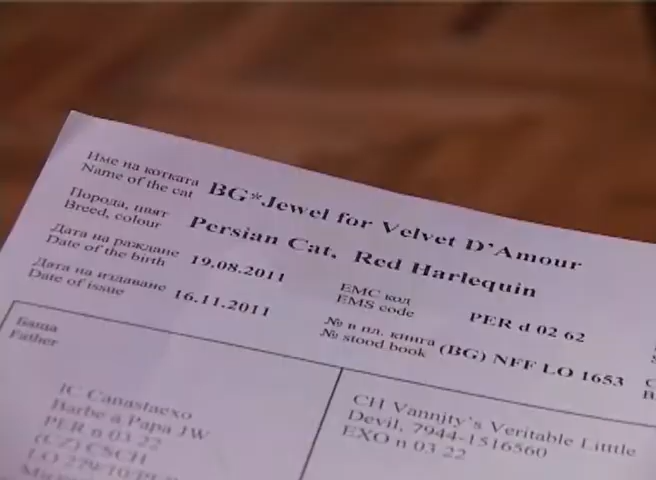 Име на котката
Name of the cat
BG*Jewel for Velvet D'Amour
Порода, цвят
Breed, colour
Persian Cat, Red Harlequin
Дата на раждане
Date of the birth
19.08.2011
ЕМС код
EMS code
PER d 02 62
Дата на издаване
Date of issue
16.11.2011
№ в пл. книга
№ stood book
(BG) NFF LO 1653
Баща
Father
IC Canastaexo
Barbe à Papa JW
PER n 03 22
(CZ) CSCH
CH Vannjty's Veritable Little
Devil, 7944-1516560
EXO n 03 22